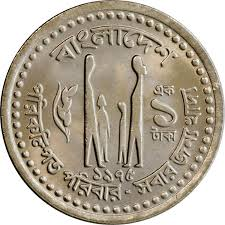 বাংলাদেশ
এক
১
টাকা
১৯৭৫
পরিকল্পিত পরিবার - সবার জন্য খাদ্য